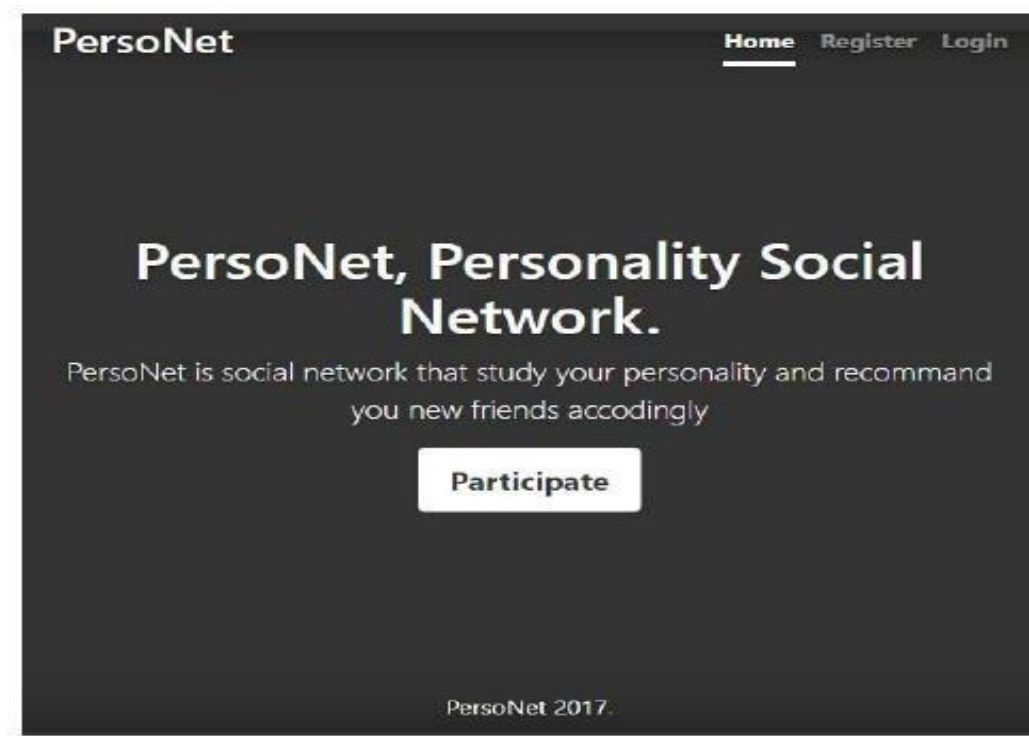 PersoNet
Home Register Login
PersoNet, Personality Social
Network.
PersoNet is social network that study your personality and recommand
you new friends accodingly
Participate
PersoNet 2017.